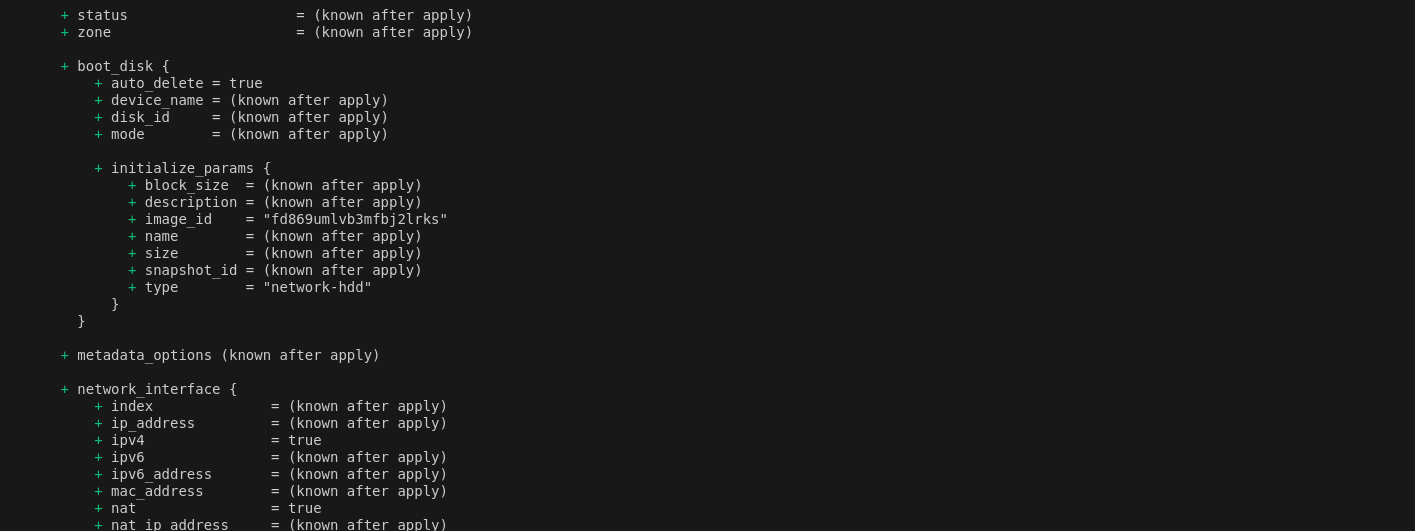 + status                    = (known after apply)
+ zone                      = (known after apply)

+ boot_disk {
    + auto_delete = true
    + device_name = (known after apply)
    + disk_id     = (known after apply)
    + mode        = (known after apply)

    + initialize_params {
        + block_size  = (known after apply)
        + description = (known after apply)
        + image_id    = "fd869umlvb3mfbj2lrks"
        + name        = (known after apply)
        + size        = (known after apply)
        + snapshot_id = (known after apply)
        + type        = "network-hdd"
      }
  }

+ metadata_options (known after apply)

+ network_interface {
    + index              = (known after apply)
    + ip_address         = (known after apply)
    + ipv4               = true
    + ipv6               = (known after apply)
    + ipv6_address       = (known after apply)
    + mac_address        = (known after apply)
    + nat                = true
    + nat_ip_address     = (known after apply)